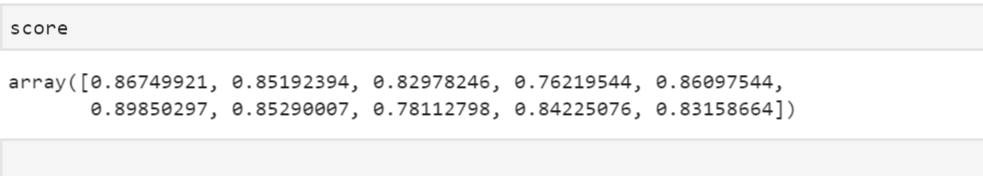 score
array([0.86749921, 0.85192394, 0.82978246, 0.76219544, 0.86097544,
0.89850297, 0.85290007, 0.78112798, 0.84225076, 0.83158664])